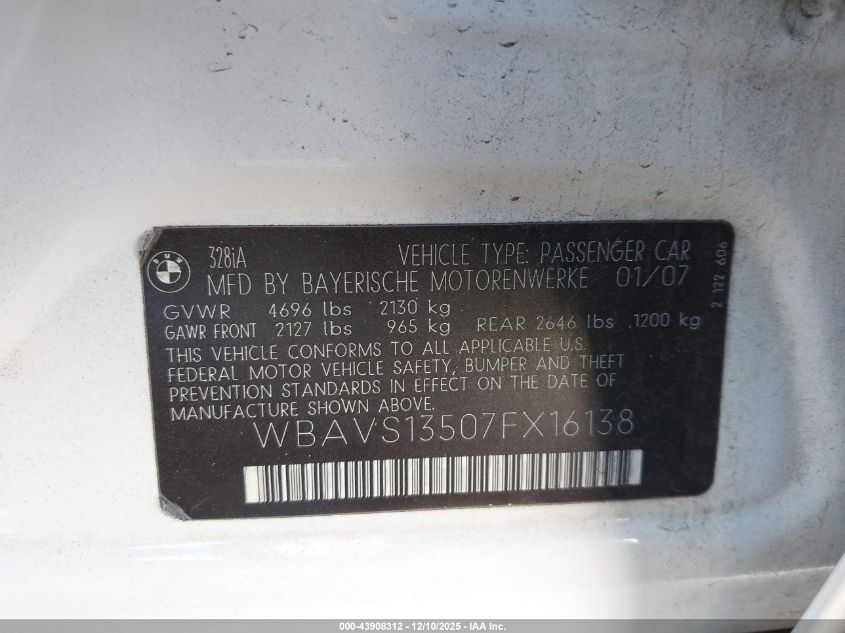 BMW
328iA VEHICLE TYPE: PASSENGER CAR
MFD BY BAYERISCHE MOTORENWERKE 01/07
GVWR 4696 lbs 2130 kg
GAWR FRONT 2127 lbs 965 kg REAR 2646 lbs 1200 kg
THIS VEHICLE CONFORMS TO ALL APPLICABLE U.S.
FEDERAL MOTOR VEHICLE SAFETY, BUMPER AND THEFT
PREVENTION STANDARDS IN EFFECT ON THE DATE OF
MANUFACTURE SHOWN ABOVE.
WBAVS13507FX16138
2 122 606
000-43908312 - 12/10/2025 - IAA Inc.